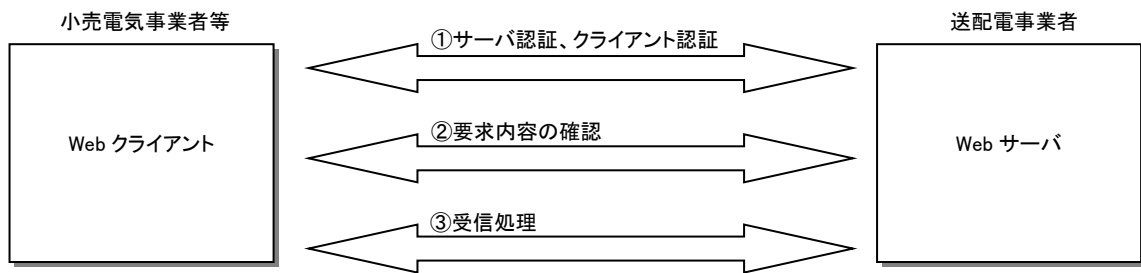 小売電気事業者等
送配電事業者
①サーバ認証、クライアント認証
Web クライアント
②要求内容の確認
Web サーバ
③受信処理